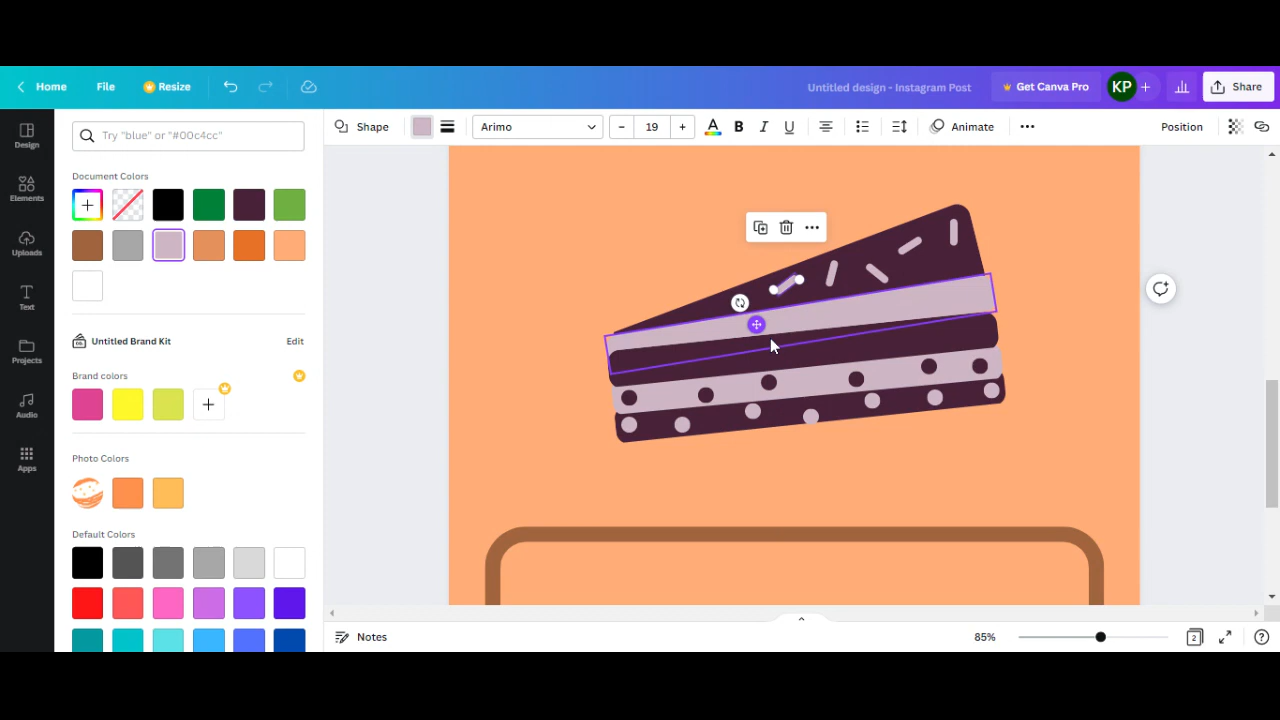 Home File Resize Untitled design - Instagram Post Get Canva Pro KP + Share
Try "blue" or "#00c4cc" Shape Arimo – 19 + A B I U Animate Position
Design
Elements
Uploads
Text
Projects
Audio
Apps
Document Colors
Untitled Brand Kit Edit
Brand colors
Photo Colors
Default Colors
Notes 85% 2 ?